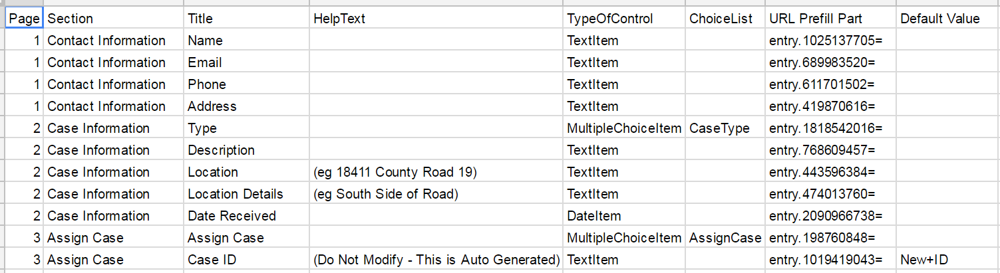 Page Section Title HelpText TypeOfControl ChoiceList URL Prefill Part Default Value
1 Contact Information Name TextItem entry.1025137705=
1 Contact Information Email TextItem entry.689983520=
1 Contact Information Phone TextItem entry.611701502=
1 Contact Information Address TextItem entry.419870616=
2 Case Information Type MultipleChoiceItem CaseType entry.1818542016=
2 Case Information Description TextItem entry.768609457=
2 Case Information Location (eg 18411 County Road 19) TextItem entry.443596384=
2 Case Information Location Details (eg South Side of Road) TextItem entry.474013760=
2 Case Information Date Received DateItem entry.2090966738=
3 Assign Case Assign Case MultipleChoiceItem AssignCase entry.198760848=
3 Assign Case Case ID (Do Not Modify - This is Auto Generated) TextItem entry.1019419043= New+ID